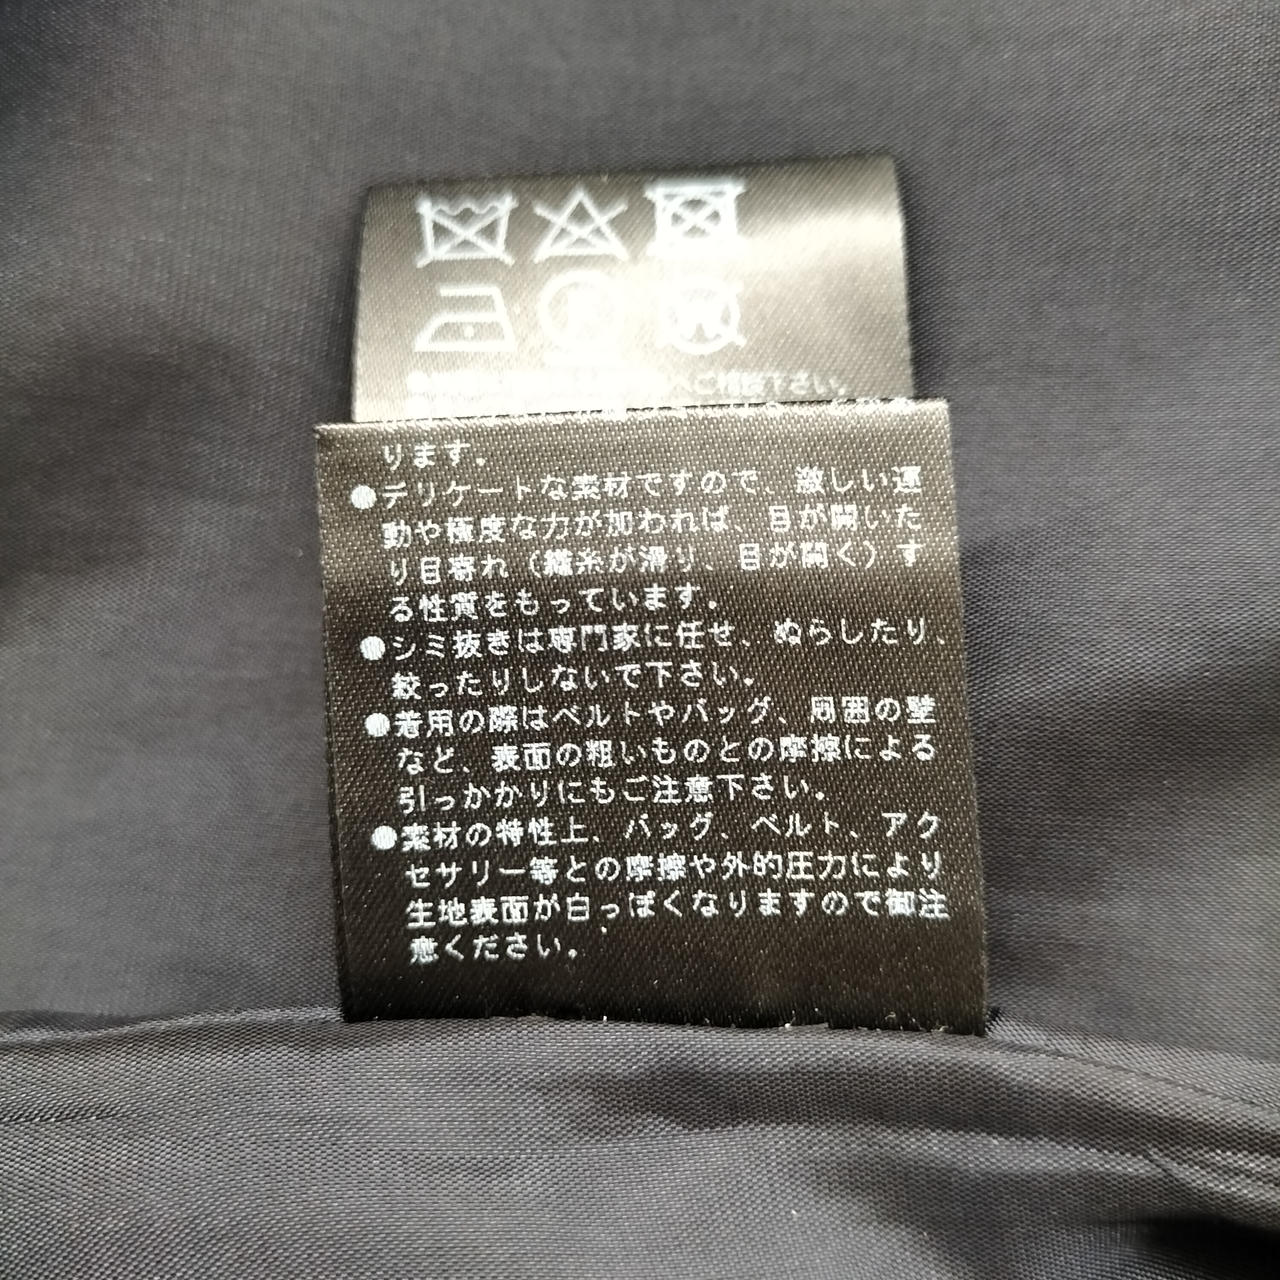 W
へご相談下さい。
ります。
●デリケートな素材ですので、激しい運
動や極度な力が加われば、目が開いた
り目寄れ（織糸が滑り、目が開く）す
る性質をもっています。
●シミ抜きは専門家に任せ、ぬらしたり、
絞ったりしないで下さい。
●着用の際はベルトやバッグ、周囲の壁
など、表面の粗いものとの摩擦による
引っかかりにもご注意下さい。
●素材の特性上、バッグ、ベルト、アク
セサリー等との摩擦や外的圧力により
生地表面が白っぽくなりますので御注
意ください。